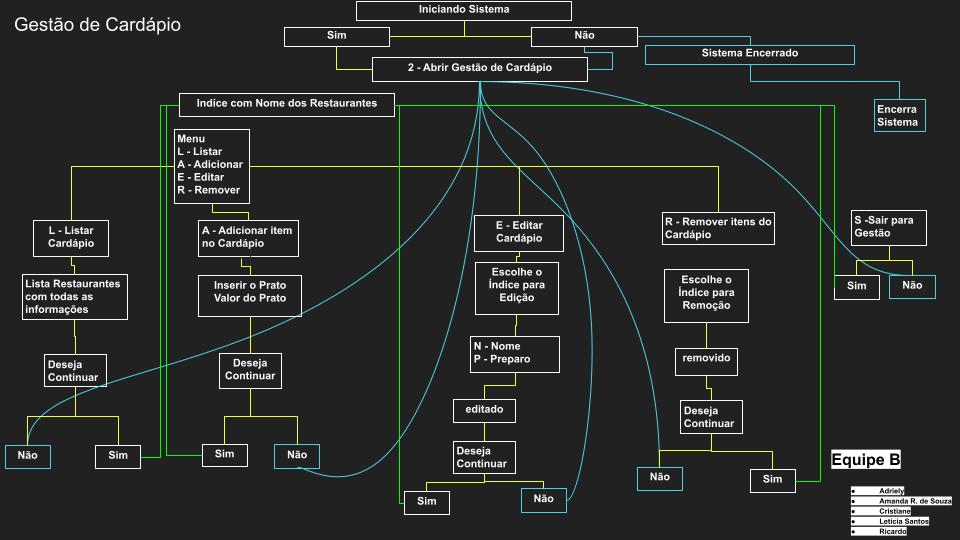 Gestão de Cardápio
Iniciando Sistema
Sim
Não
Sistema Encerrado
2 - Abrir Gestão de Cardápio
Encerra
Sistema
Indíce com Nome dos Restaurantes
Menu
L - Listar
A - Adicionar
E - Editar
R - Remover
L - Listar
Cardápio
A - Adicionar item
no Cardápio
E - Editar
Cardápio
R - Remover itens do
Cardápio
S -Sair para
Gestão
Lista Restaurantes
com todas as
informações
Inserir o Prato
Valor do Prato
Escolhe o
Índice para
Edição
Escolhe o
Índice para
Remoção
Sim
Não
N - Nome
P - Preparo
removido
Deseja
Continuar
Deseja
Continuar
editado
Deseja
Continuar
Deseja
Continuar
Não
Sim
Sim
Não
Sim
Não
Não
Sim
Equipe B
● Adriely
● Amanda R. de Souza
● Cristiane
● Letícia Santos
● Ricardo